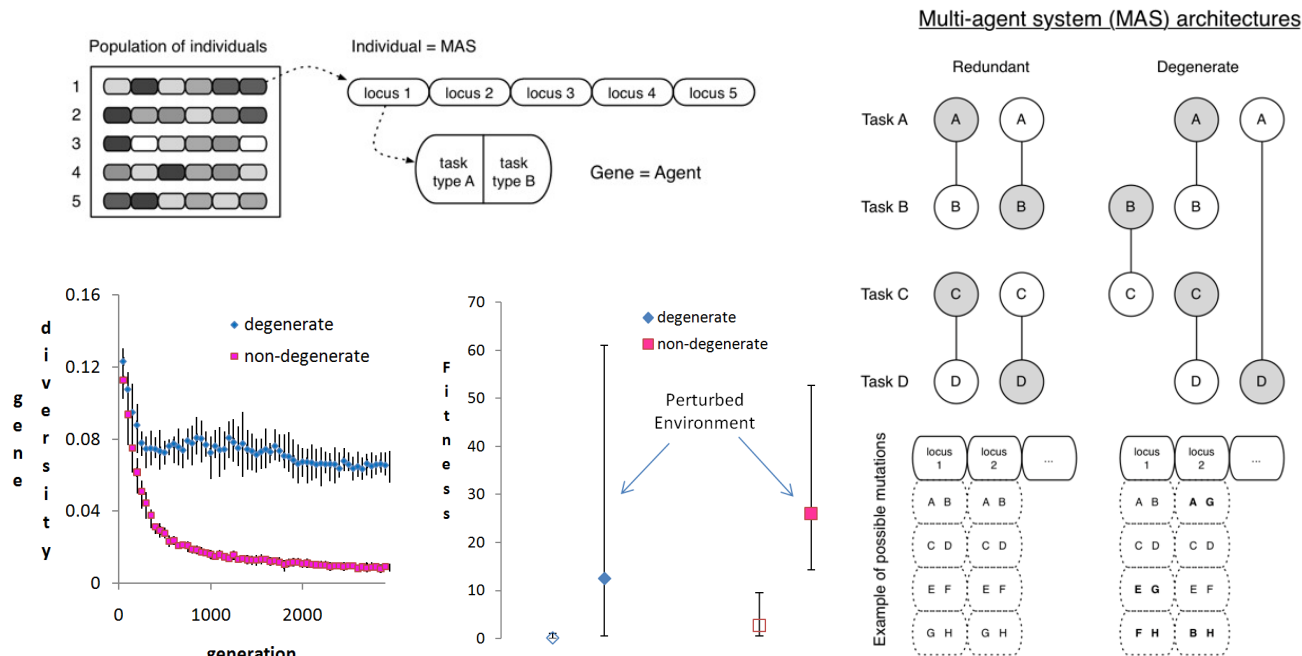 Multi-agent system (MAS) architectures
Population of individuals
1
2
3
4
5
Individual = MAS
locus 1
locus 2
locus 3
locus 4
locus 5
task type A
task type B
Gene = Agent
Redundant
Degenerate
Task A
A
A
A
A
Task B
B
B
B
B
Task C
C
C
C
C
Task D
D
D
D
D
gene
diversity
0.16
0.12
0.08
0.04
0
0
1000
2000
generation
degenerate
non-degenerate
Fitness
70
60
50
40
30
20
10
0
degenerate
non-degenerate
Perturbed
Environment
Example of possible mutations
locus 1
locus 2
...
A B
A B
C D
C D
E F
E F
G H
G H
locus 1
locus 2
...
A B
A G
C D
C D
E G
E F
F H
B H